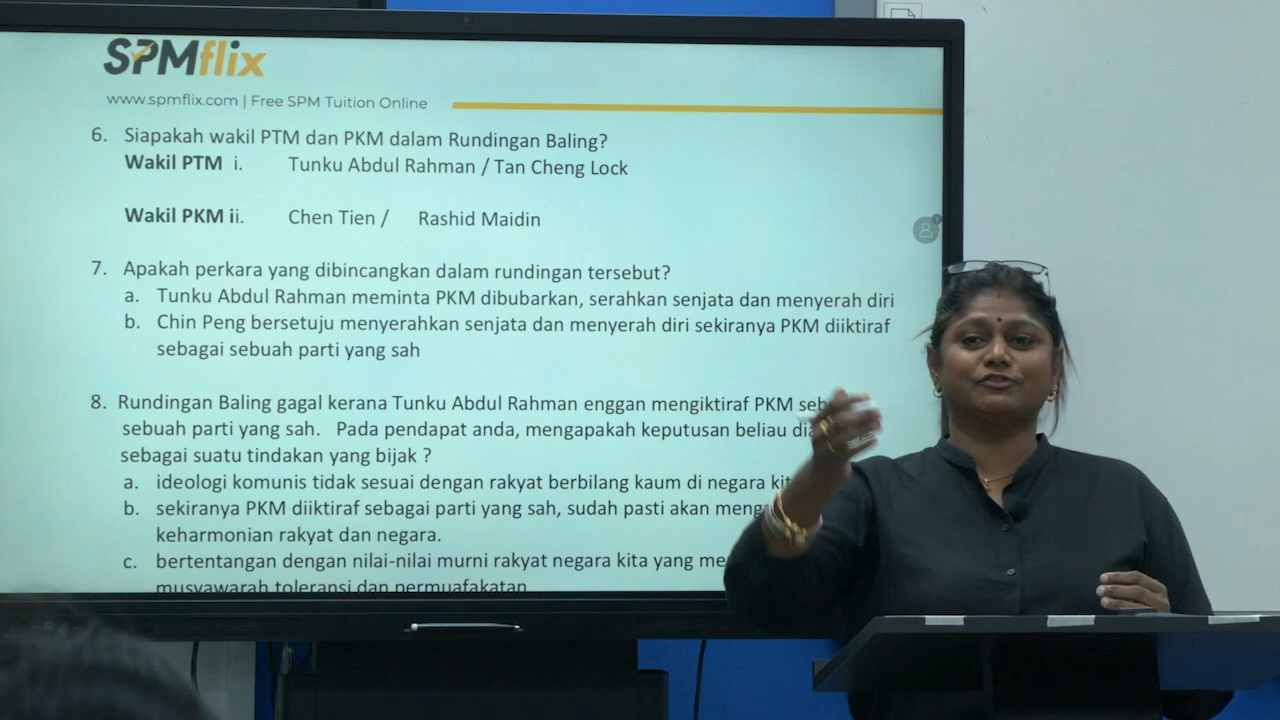 SPMflix
www.spmflix.com | Free SPM Tuition Online
6. Siapakah wakil PTM dan PKM dalam Rundingan Baling?
Wakil PTM i. Tunku Abdul Rahman / Tan Cheng Lock
Wakil PKM ii. Chen Tien / Rashid Maidin
7. Apakah perkara yang dibincangkan dalam rundingan tersebut?
a. Tunku Abdul Rahman meminta PKM dibubarkan, serahkan senjata dan menyerah diri
b. Chin Peng bersetuju menyerahkan senjata dan menyerah diri sekiranya PKM diiktiraf
sebagai sebuah parti yang sah
8. Rundingan Baling gagal kerana Tunku Abdul Rahman enggan mengiktiraf PKM
sebuah parti yang sah. Pada pendapat anda, mengapakah keputusan beliau
sebagai suatu tindakan yang bijak ?
a. ideologi komunis tidak sesuai dengan rakyat berbilang kaum di negara
b. sekiranya PKM diiktiraf sebagai parti yang sah, sudah pasti akan
keharmonian rakyat dan negara.
c. bertentangan dengan nilai-nilai murni rakyat negara kita yang
musyawarah toleransi dan permuafakatan